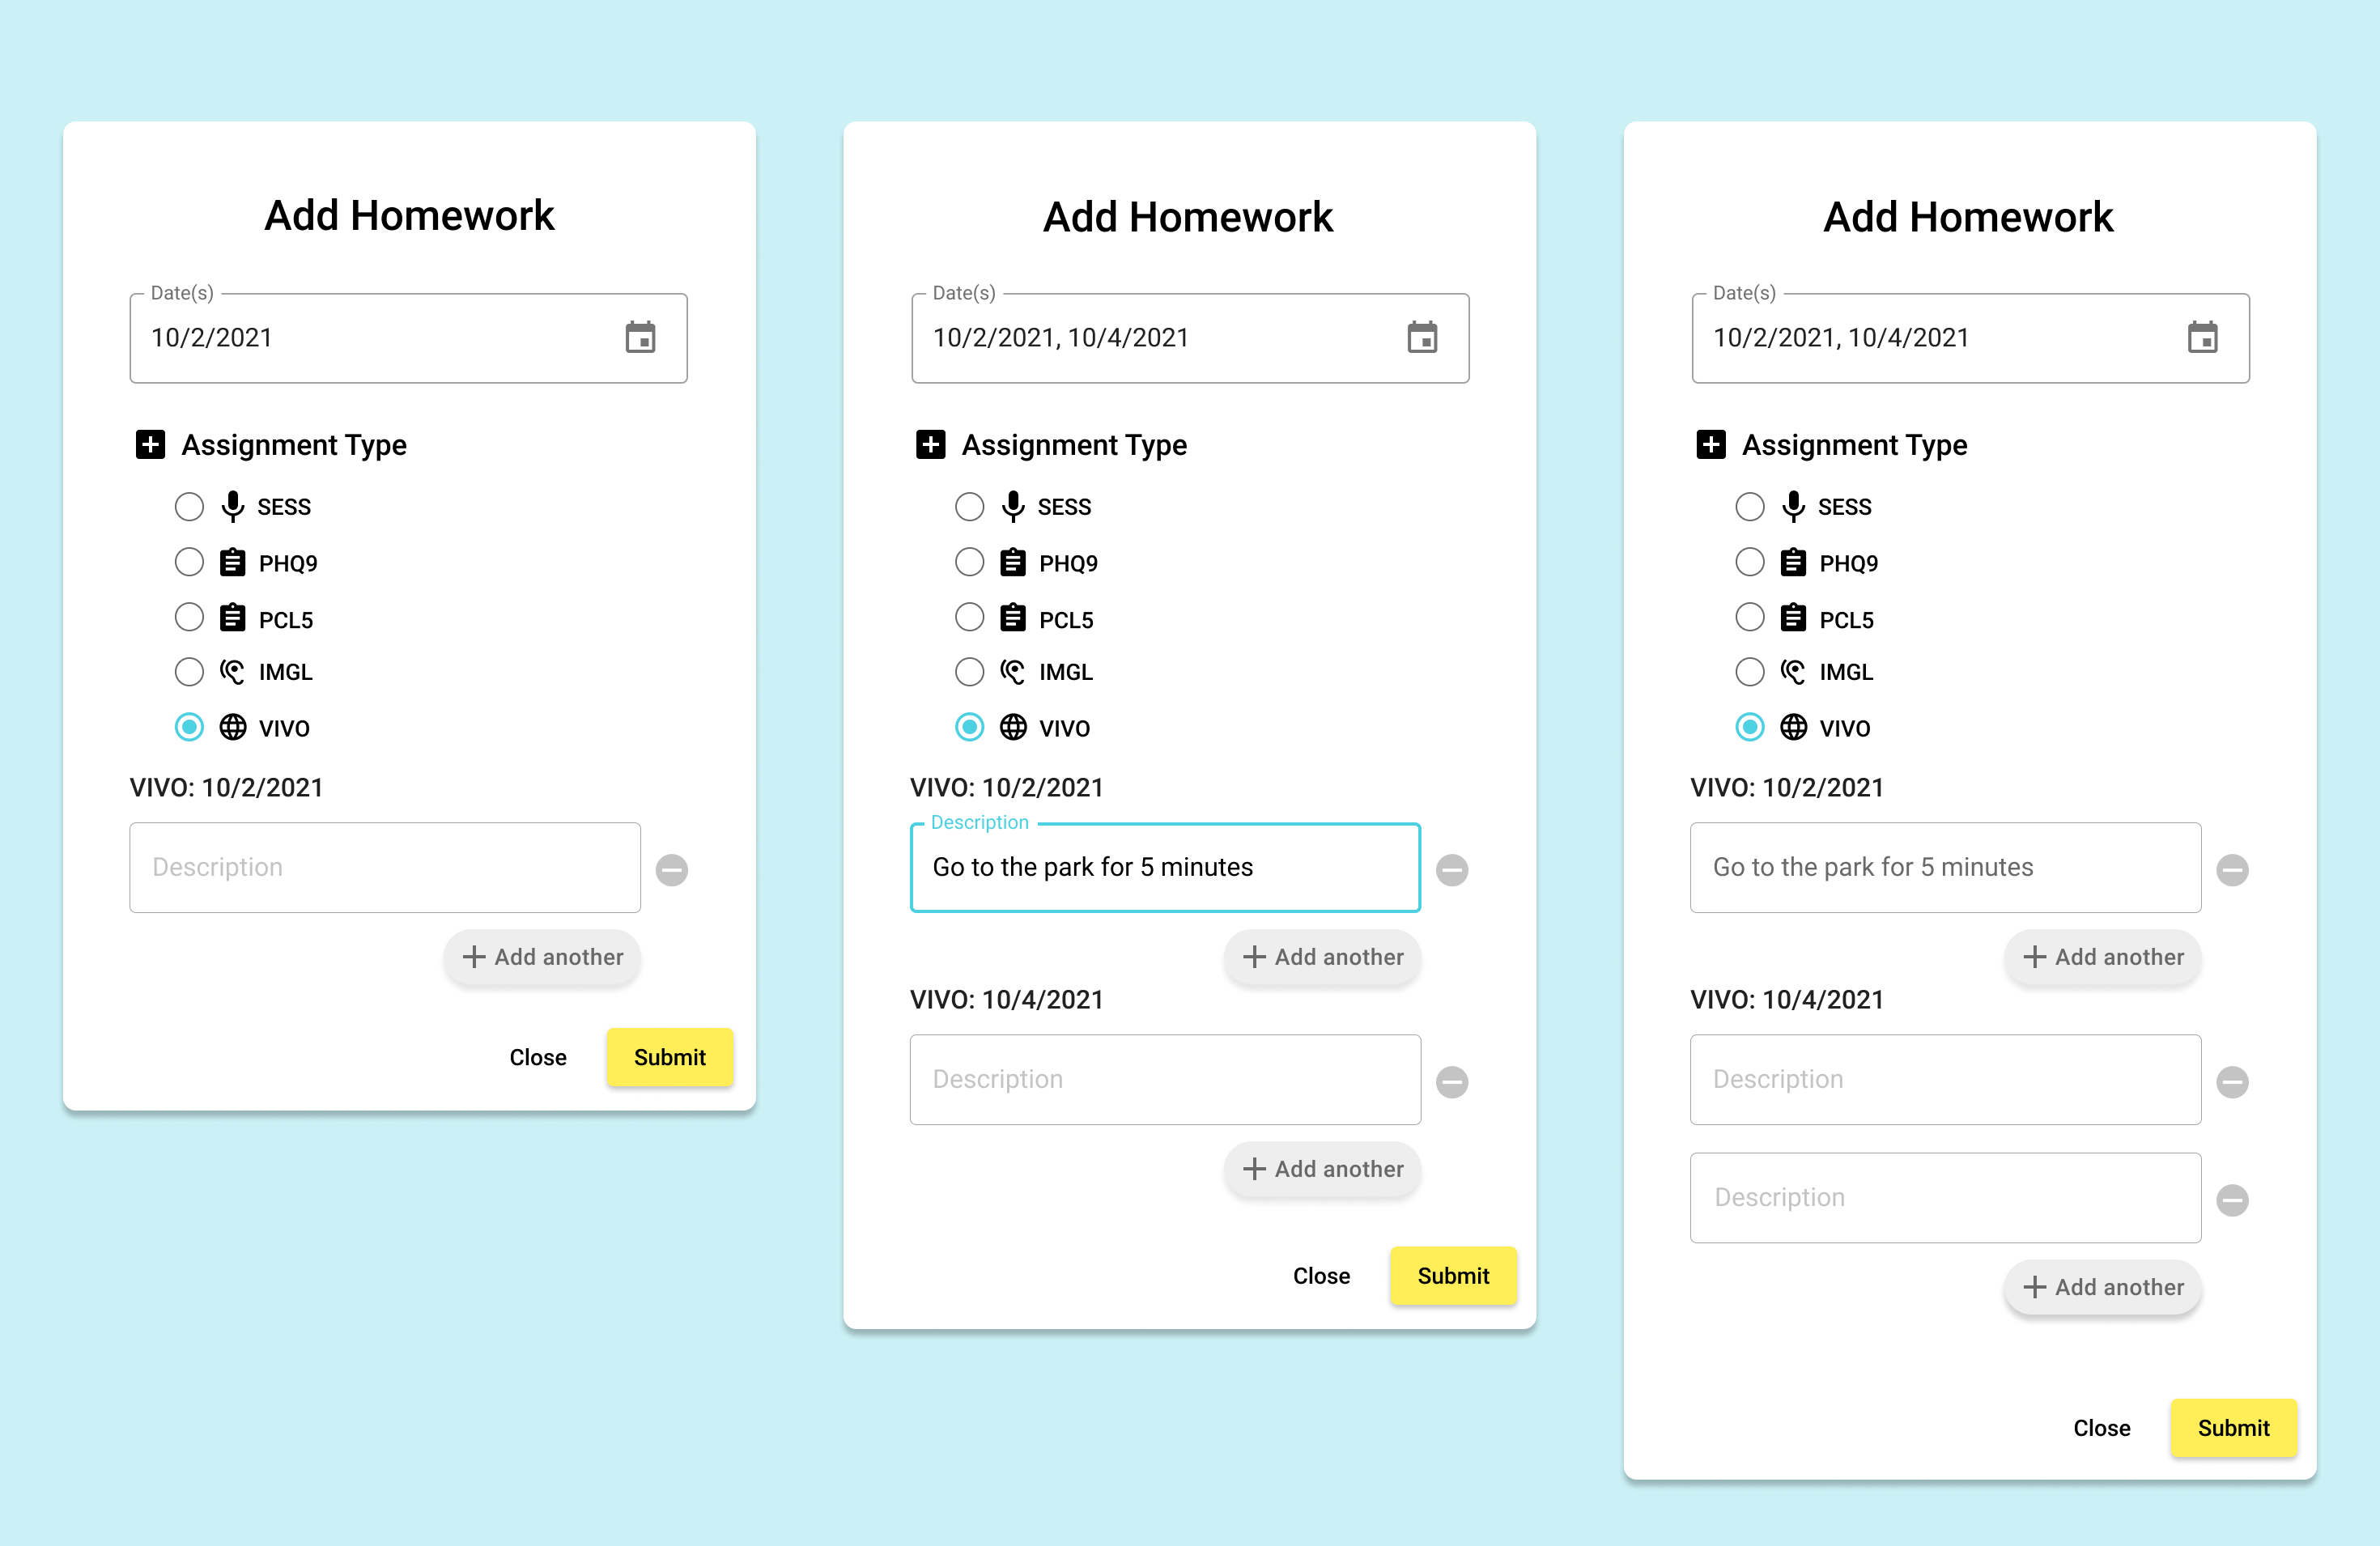 Add Homework
Date(s)
10/2/2021
Assignment Type
SESS
PHQ9
PCL5
IMGL
VIVO
VIVO: 10/2/2021
Description
Add another
Close
Submit
Add Homework
Date(s)
10/2/2021, 10/4/2021
Assignment Type
SESS
PHQ9
PCL5
IMGL
VIVO
VIVO: 10/2/2021
Description
Go to the park for 5 minutes
Add another
VIVO: 10/4/2021
Description
Add another
Close
Submit
Add Homework
Date(s)
10/2/2021, 10/4/2021
Assignment Type
SESS
PHQ9
PCL5
IMGL
VIVO
VIVO: 10/2/2021
Go to the park for 5 minutes
Add another
VIVO: 10/4/2021
Description
Description
Add another
Close
Submit